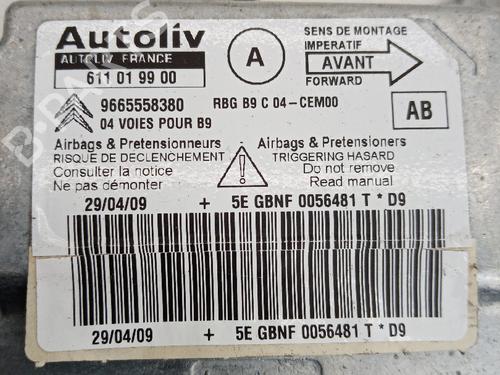 Autoliv
AUTOLIV FRANCE
611 01 99 00
A
SENS DE MONTAGE
IMPERATIF
AVANT
FORWARD
9665558380 RBG B9 C 04-CEM00
04 VOIES POUR B9
AB
Airbags & Pretensionneurs
RISQUE DE DECLENCHEMENT
Consulter la notice
Ne pas démonter
!
Airbags & Pretensioners
TRIGGERING HASARD
Do not remove
Read manual
29/04/09 + 5E GBNF 0056481 T * D9
29/04/09 + 5E GBNF 0056481 T * D9
B-PARTS